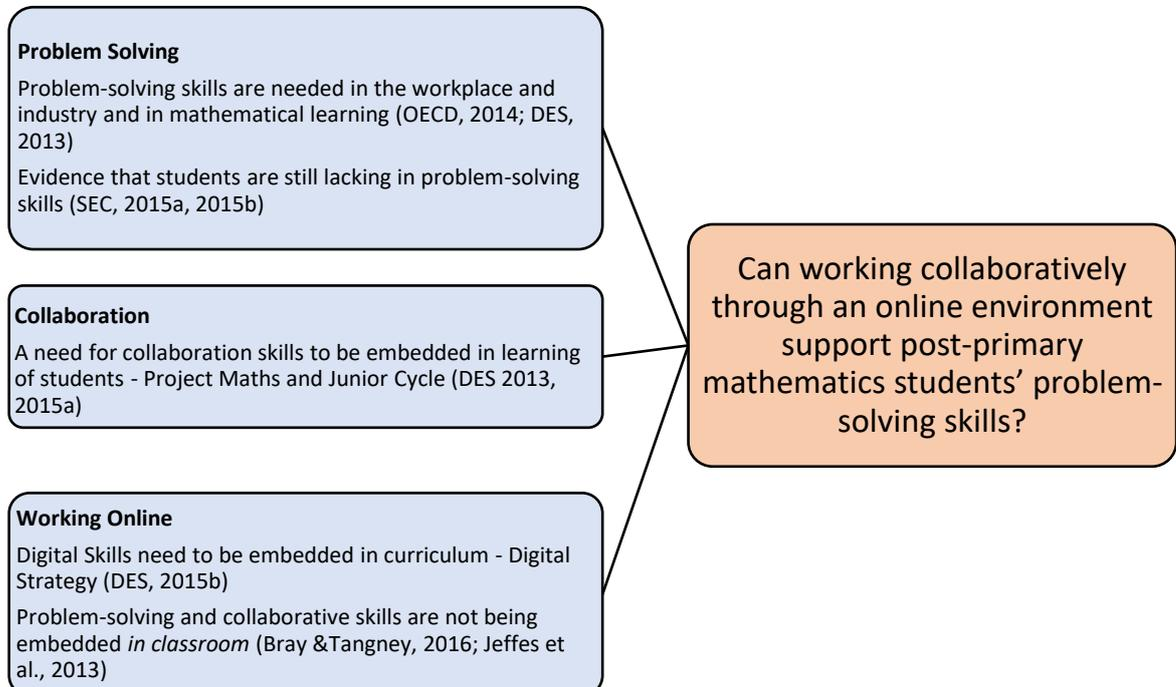 Problem Solving
Problem-solving skills are needed in the workplace and
industry and in mathematical learning (OECD, 2014; DES,
2013)
Evidence that students are still lacking in problem-solving
skills (SEC, 2015a, 2015b)
Collaboration
A need for collaboration skills to be embedded in learning
of students - Project Maths and Junior Cycle (DES 2013,
2015a)
Working Online
Digital Skills need to be embedded in curriculum - Digital
Strategy (DES, 2015b)
Problem-solving and collaborative skills are not being
embedded in classroom (Bray &Tangney, 2016; Jeffes et
al., 2013)
Can working collaboratively
through an online environment
support post-primary
mathematics students’ problem-
solving skills?